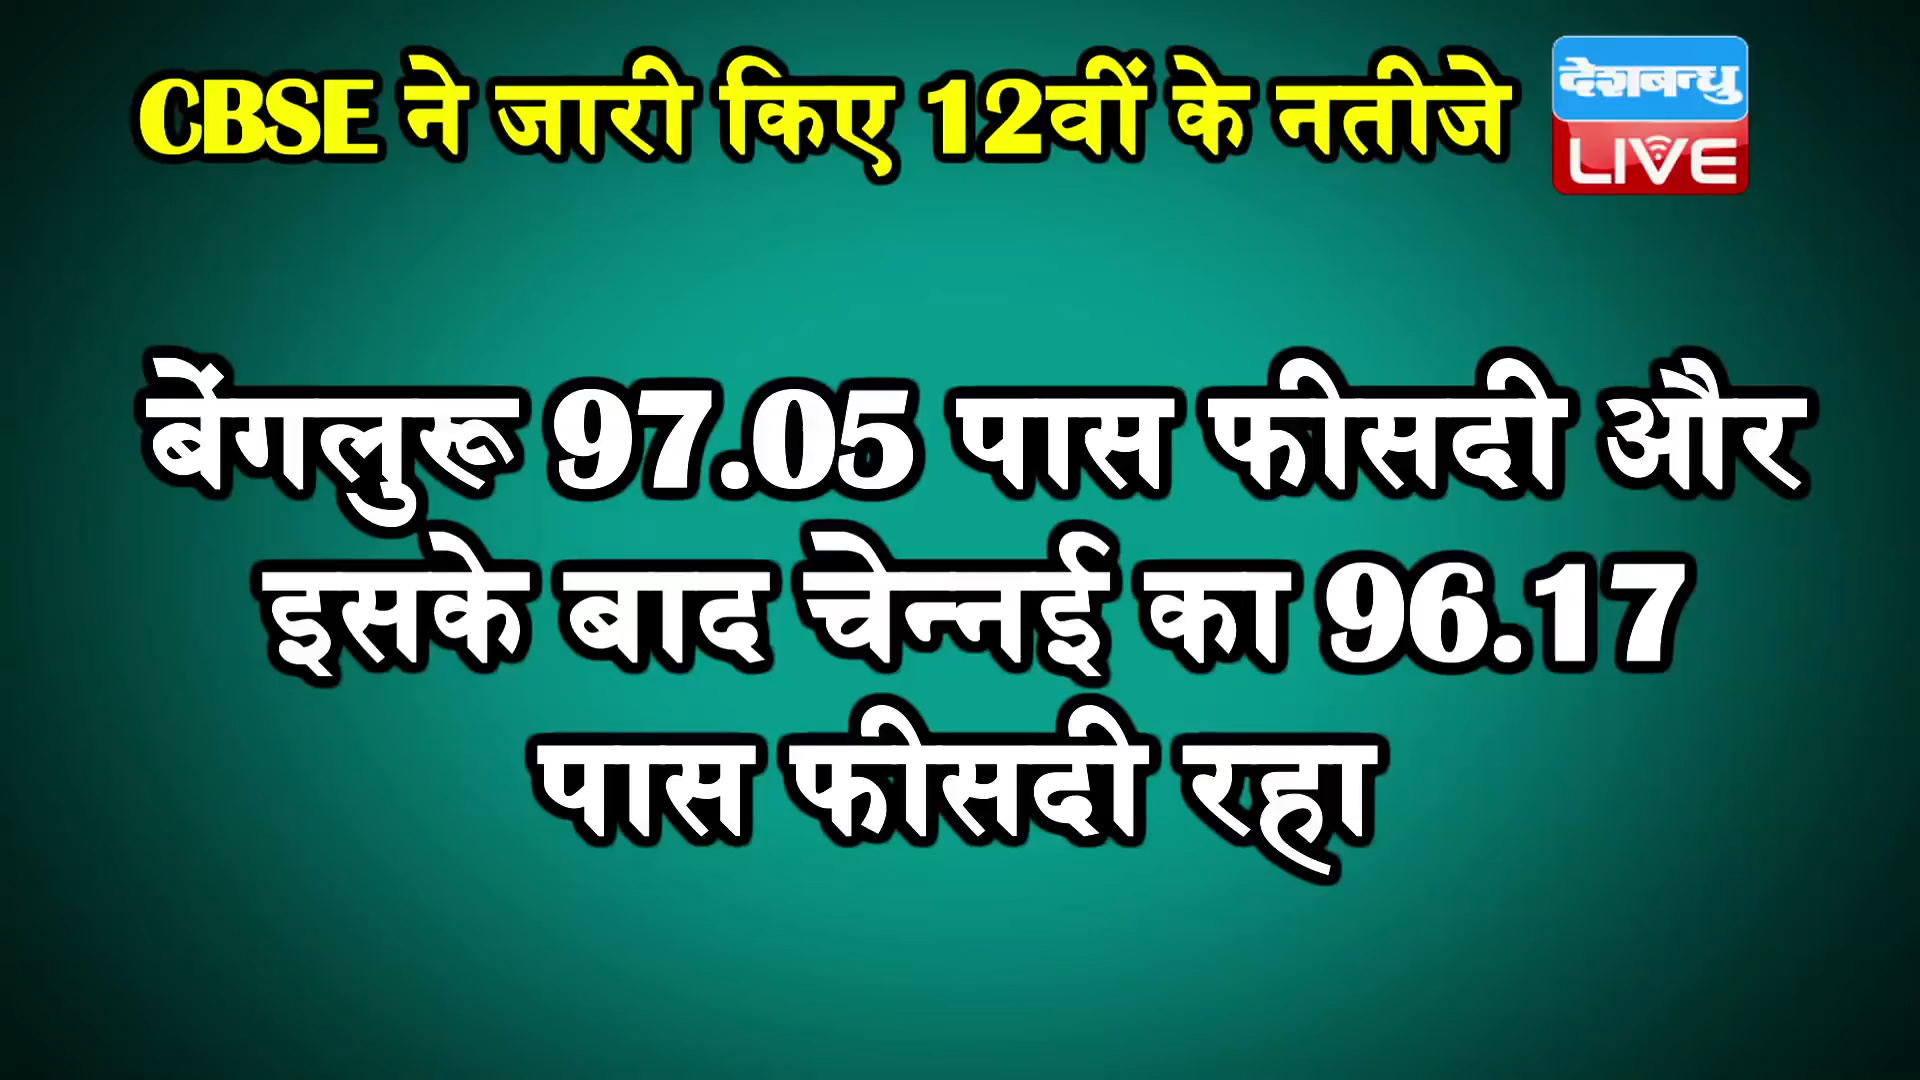 CBSE ने जारी किए 12वीं के नतीजे
देशबन्धु
LIVE
बेंगलुरू 97.05 पास फीसदी और
इसके बाद चेन्नई का 96.17
पास फीसदी रहा